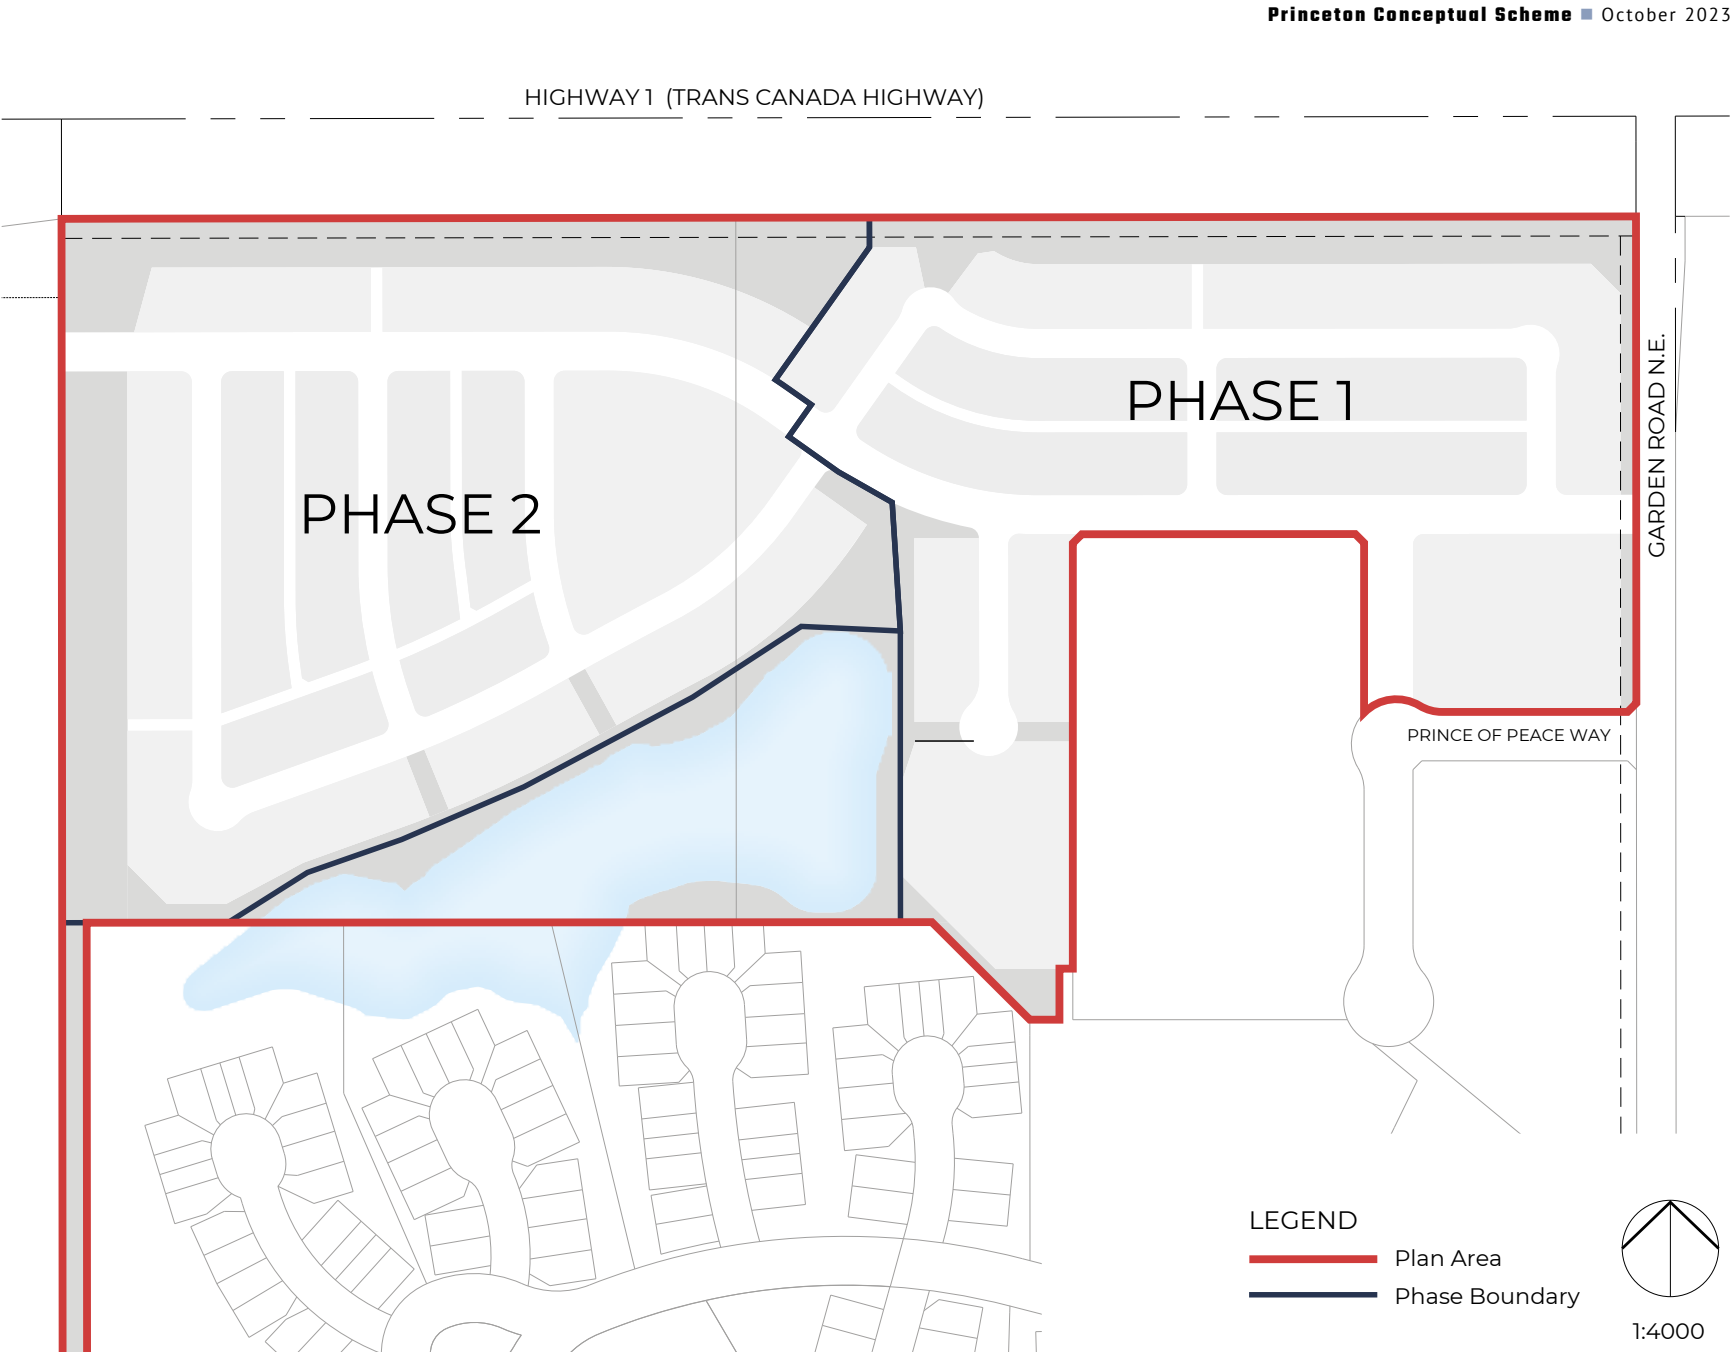 Princeton Conceptual Scheme ■ October 2023
HIGHWAY 1 (TRANS CANADA HIGHWAY)
PHASE 1
GARDEN ROAD N.E.
PHASE 2
PRINCE OF PEACE WAY
LEGEND
Plan Area
Phase Boundary
1:4000